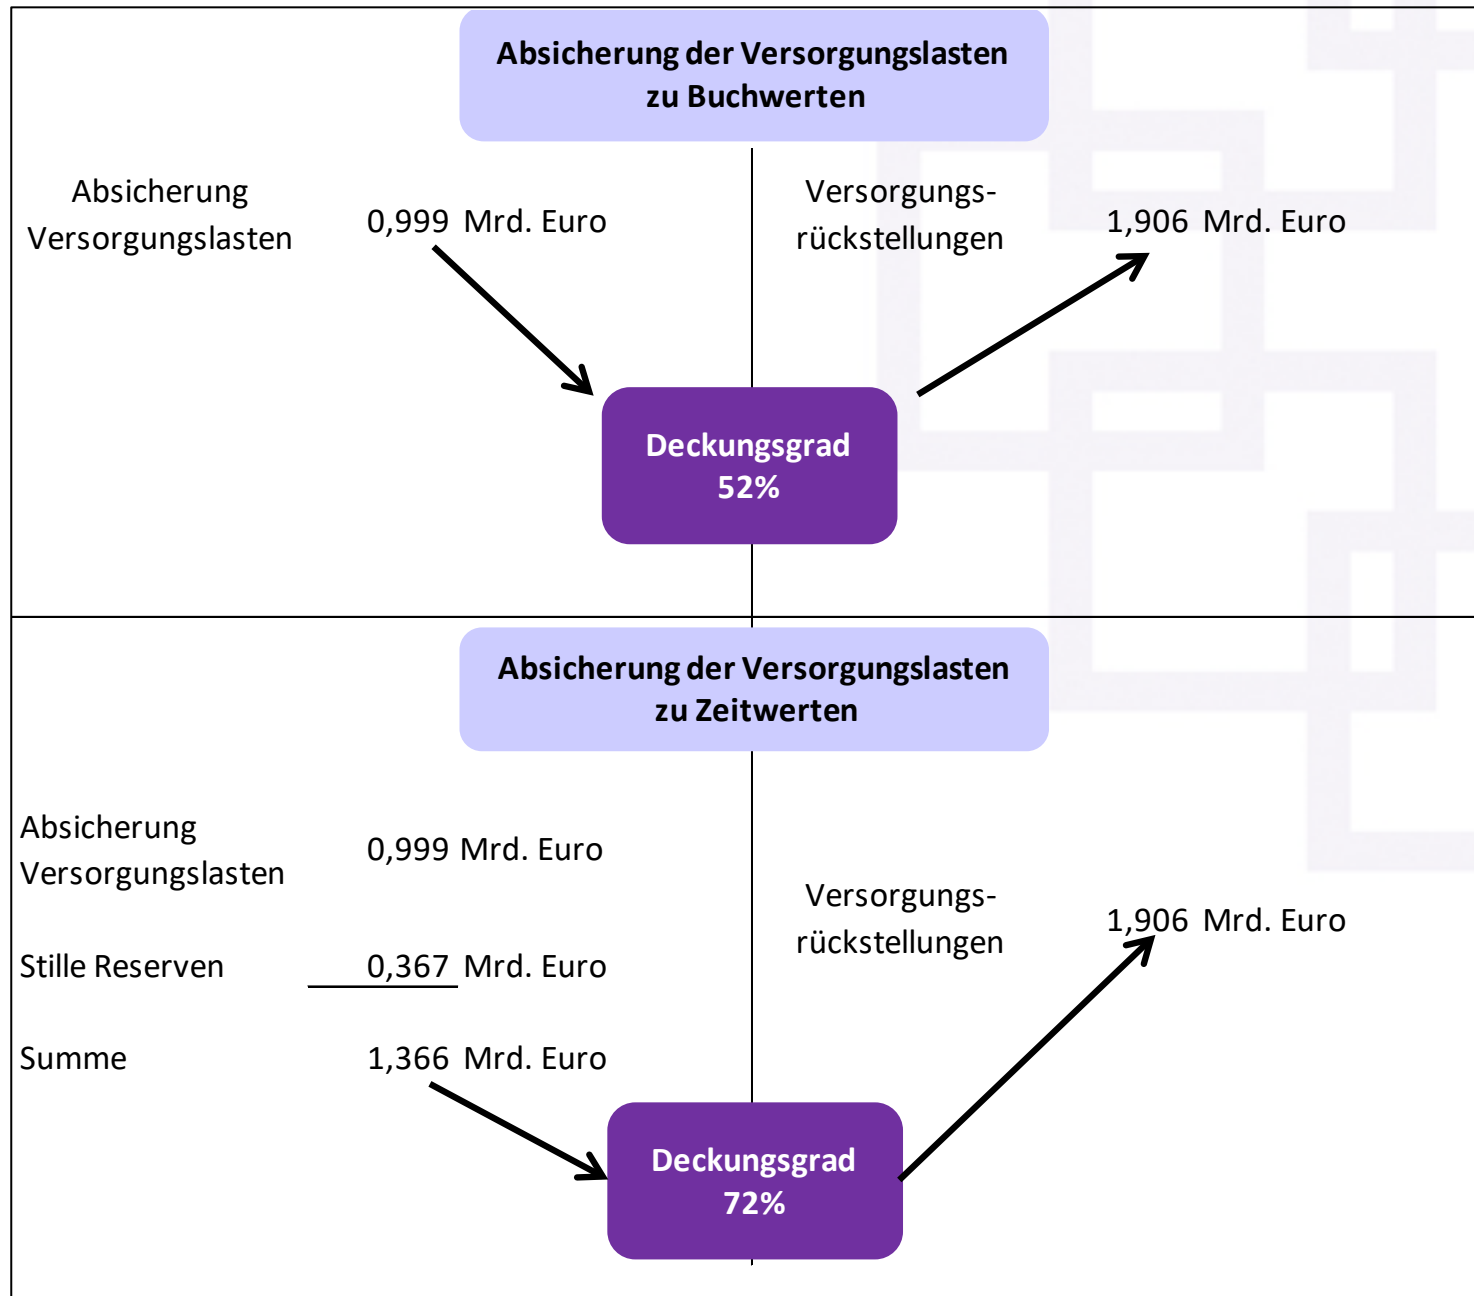 Absicherung der Versorgungslasten
zu Buchwerten
Absicherung
Versorgungslasten
0,999 Mrd. Euro
Versorgungs-
rückstellungen
1,906 Mrd. Euro
Deckungsgrad
52%
Absicherung der Versorgungslasten
zu Zeitwerten
Absicherung
Versorgungslasten
0,999 Mrd. Euro
Versorgungs-
rückstellungen
1,906 Mrd. Euro
Stille Reserven 0,367 Mrd. Euro
Summe 1,366 Mrd. Euro
Deckungsgrad
72%